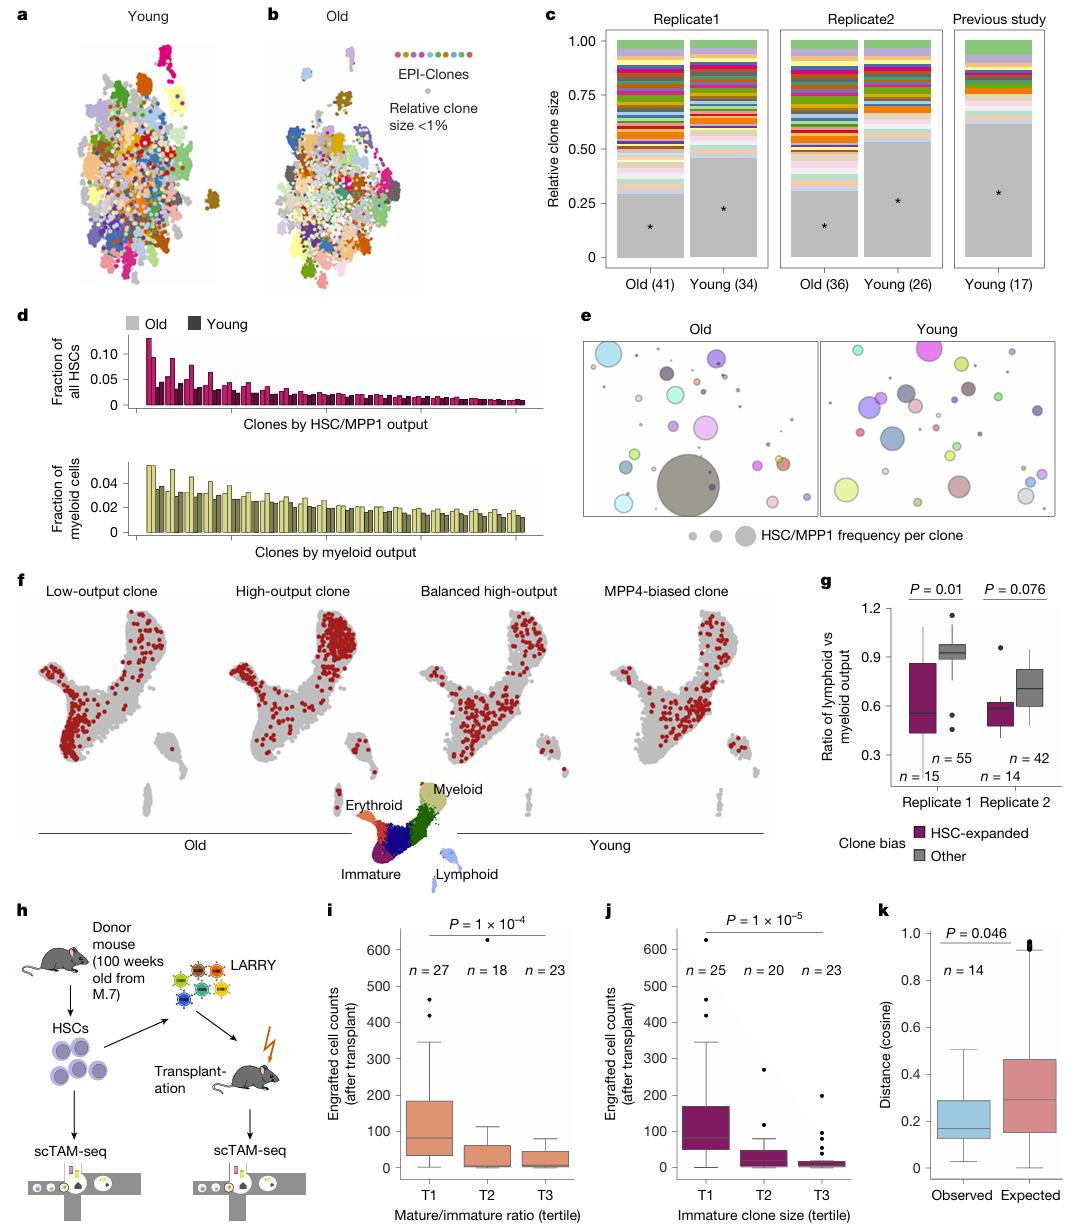 a
Young
b
Old
EPI-Clones
Relative clone
size <1%
c
Replicate1
Replicate2
Previous study
Relative clone size
1.00
0.75
0.50
0.25
0
*
*
*
*
*
Old (41)
Young (34)
Old (36)
Young (26)
Young (17)
d
Old
Young
Fraction of
all HSCs
0.10
0.05
0
Clones by HSC/MPP1 output
Fraction of
myeloid cells
0.04
0.02
0
Clones by myeloid output
e
Old
Young
HSC/MPP1 frequency per clone
f
Low-output clone
High-output clone
Balanced high-output
MPP4-biased clone
Erythroid
Myeloid
Immature
Lymphoid
Old
Young
g
P = 0.01
P = 0.076
Ratio of lymphoid vs
myeloid output
1.2
0.9
0.6
0.3
n = 15
n = 55
n = 14
n = 42
Replicate 1
Replicate 2
Clone bias
HSC-expanded
Other
h
Donor
mouse
(100 weeks
old from
M.7)
LARRY
HSCs
Transplant-
ation
scTAM-seq
scTAM-seq
i
P = 1 × 10⁻⁴
n = 27
n = 18
n = 23
Engrafted cell counts
(after transplant)
600
500
400
300
200
100
0
T1
T2
T3
Mature/immature ratio (tertile)
j
P = 1 × 10⁻⁵
n = 25
n = 20
n = 23
Engrafted cell counts
(after transplant)
600
500
400
300
200
100
0
T1
T2
T3
Immature clone size (tertile)
k
P = 0.046
n = 14
Distance (cosine)
1.0
0.8
0.6
0.4
0.2
0
Observed
Expected